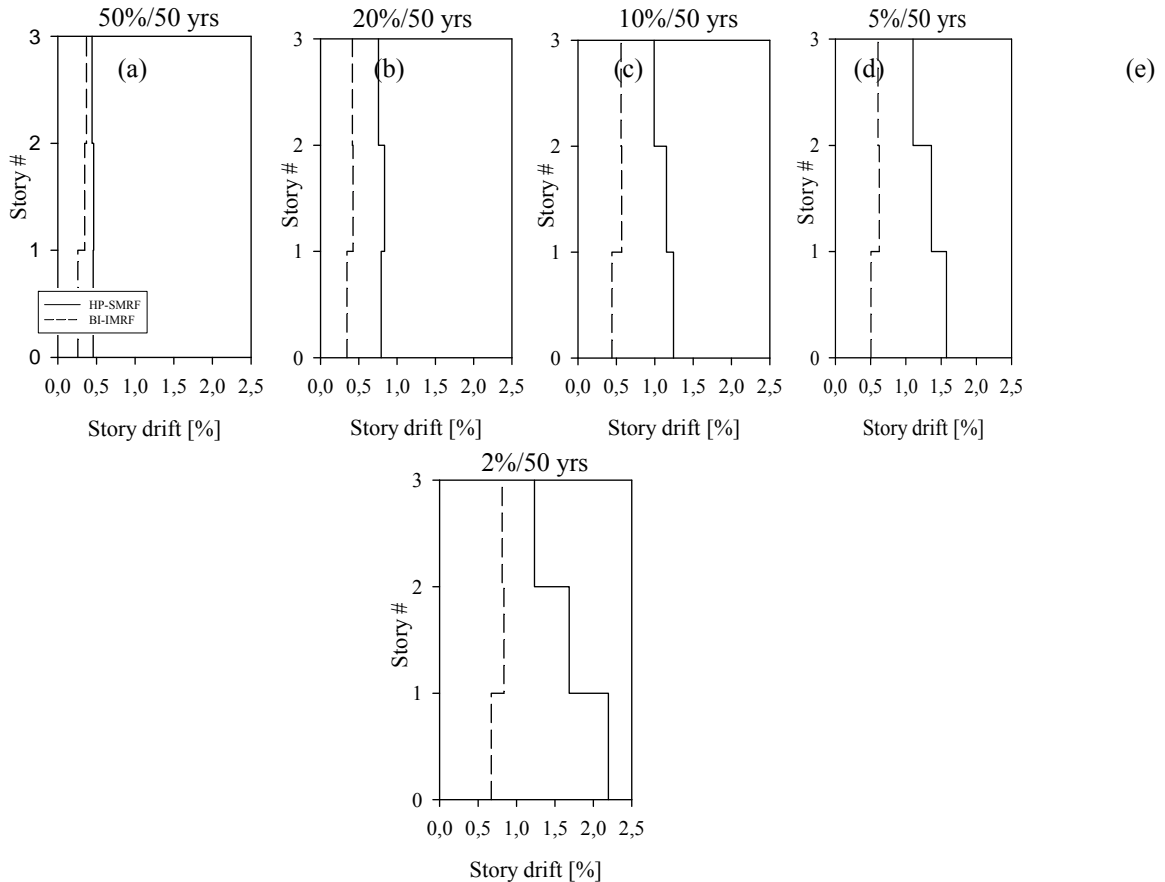 50%/50 yrs
3
2
1
0
Story #
(a)
HP-SMRF
BI-IMRF
0,0 0,5 1,0 1,5 2,0 2,5
Story drift [%]
20%/50 yrs
3
2
1
0
Story #
(b)
0,0 0,5 1,0 1,5 2,0 2,5
Story drift [%]
10%/50 yrs
3
2
1
0
Story #
(c)
0,0 0,5 1,0 1,5 2,0 2,5
Story drift [%]
5%/50 yrs
3
2
1
0
Story #
(d)
0,0 0,5 1,0 1,5 2,0 2,5
Story drift [%]
(e)
2%/50 yrs
3
2
1
0
Story #
0,0 0,5 1,0 1,5 2,0 2,5
Story drift [%]